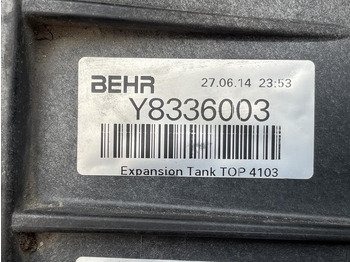 BEHR 27.06.14 23:53
Y8336003
Expansion Tank TOP 4103